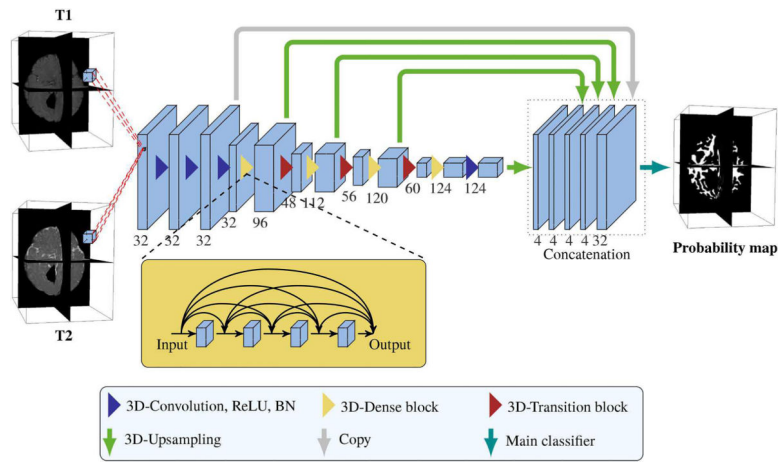 T1
T2
32
32
32
32
96
48
112
56
120
60
124
124
4
4
4
4
32
Concatenation
Probability map
Input
Output
3D-Convolution, ReLU, BN
3D-Dense block
3D-Transition block
3D-Upsampling
Copy
Main classifier